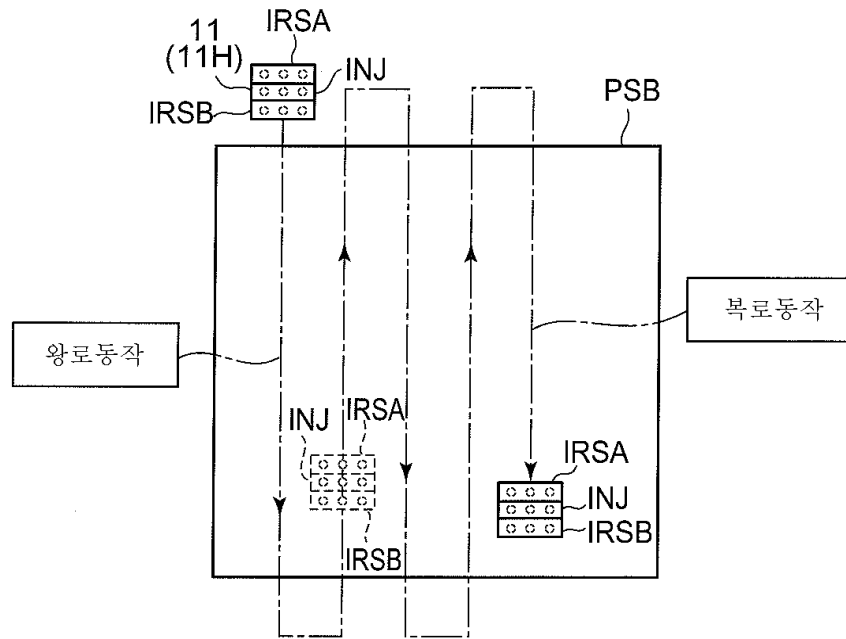 IRSA
11
(11H)
INJ
IRSB
PSB
왕로동작
복로동작
INJ
IRSA
IRSB
IRSA
INJ
IRSB